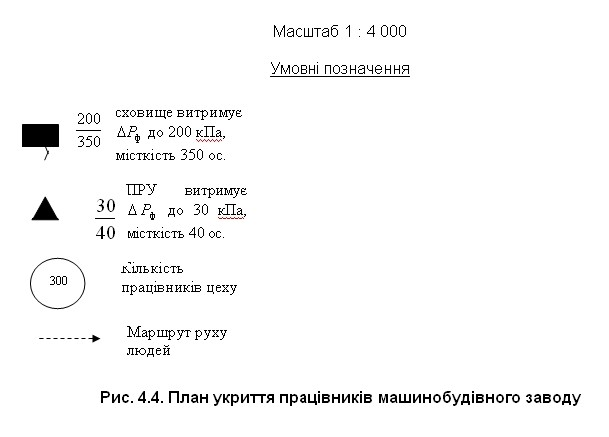 Масштаб 1 : 4 000
Умовні позначення
200
350
сховище витримує
ΔPф до 200 кПа,
місткість 350 ос.
30
40
ПРУ витримує
Δ Pф до 30 кПа,
місткість 40 ос.
300
Кількість
працівників цеху
Маршрут руху
людей
Рис. 4.4. План укриття працівників машинобудівного заводу